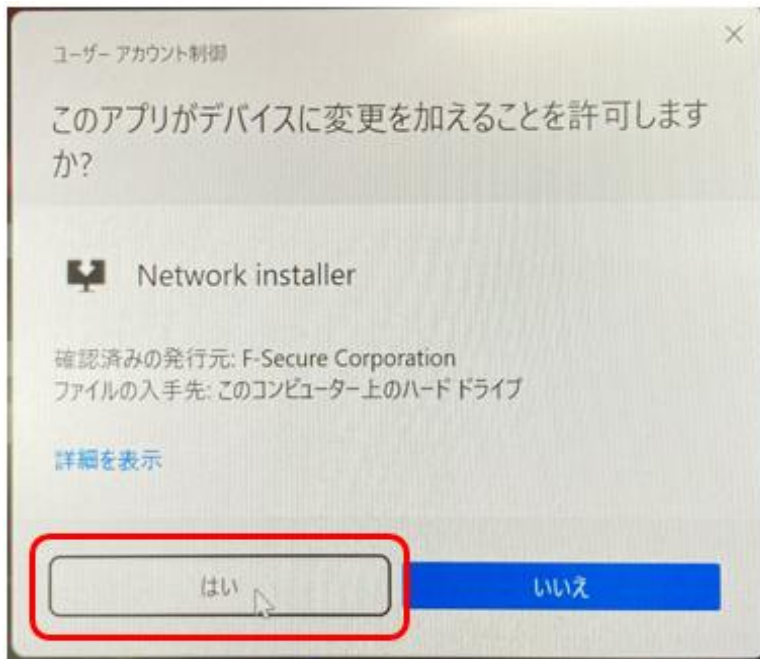 ユーザー アカウント制御
このアプリがデバイスに変更を加えることを許可します
か?
Network installer
確認済みの発行元: F-Secure Corporation
ファイルの入手先: このコンピューター上のハード ドライブ
詳細を表示
はい
いいえ